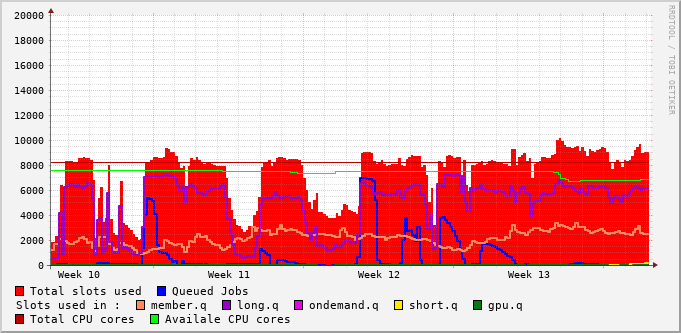 20000
18000
16000
14000
12000
10000
8000
6000
4000
2000
0
Week 10 Week 11 Week 12 Week 13
RRDTOOL / TOBI OETIKER
Total slots used Queued Jobs
Slots used in : member.q long.q ondemand.q short.q gpu.q
Total CPU cores Availale CPU cores